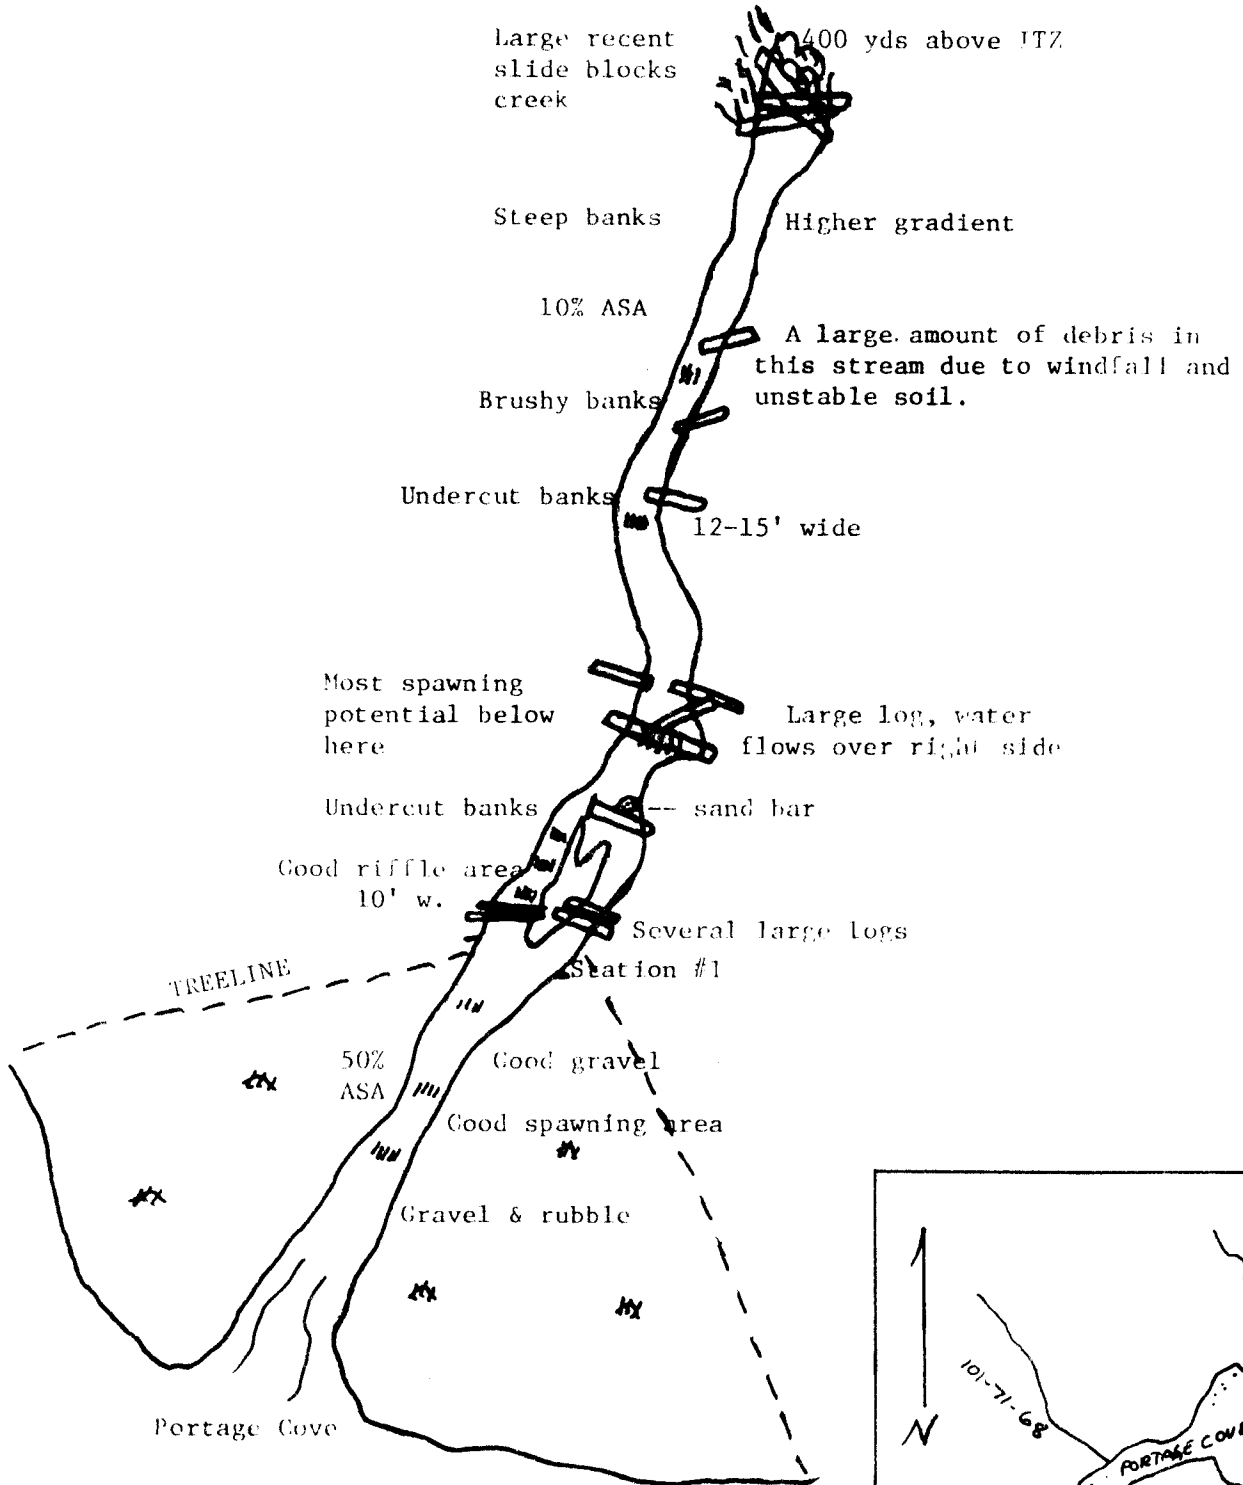 Large recent
slide blocks
creek
400 yds above ITZ
Steep banks
Higher gradient
10% ASA
A large amount of debris in
this stream due to windfall and
unstable soil.
Brushy banks
Undercut banks
12-15' wide
Most spawning
potential below
here
Large log, water
flows over right side
Undercut banks
-- sand bar
Good riffle area
10' w.
Several large logs
Station #1
TREELINE
50%
ASA
Good gravel
Good spawning area
Gravel & rubble
Portage Cove
N
101-71-68
PORTAGE COVE